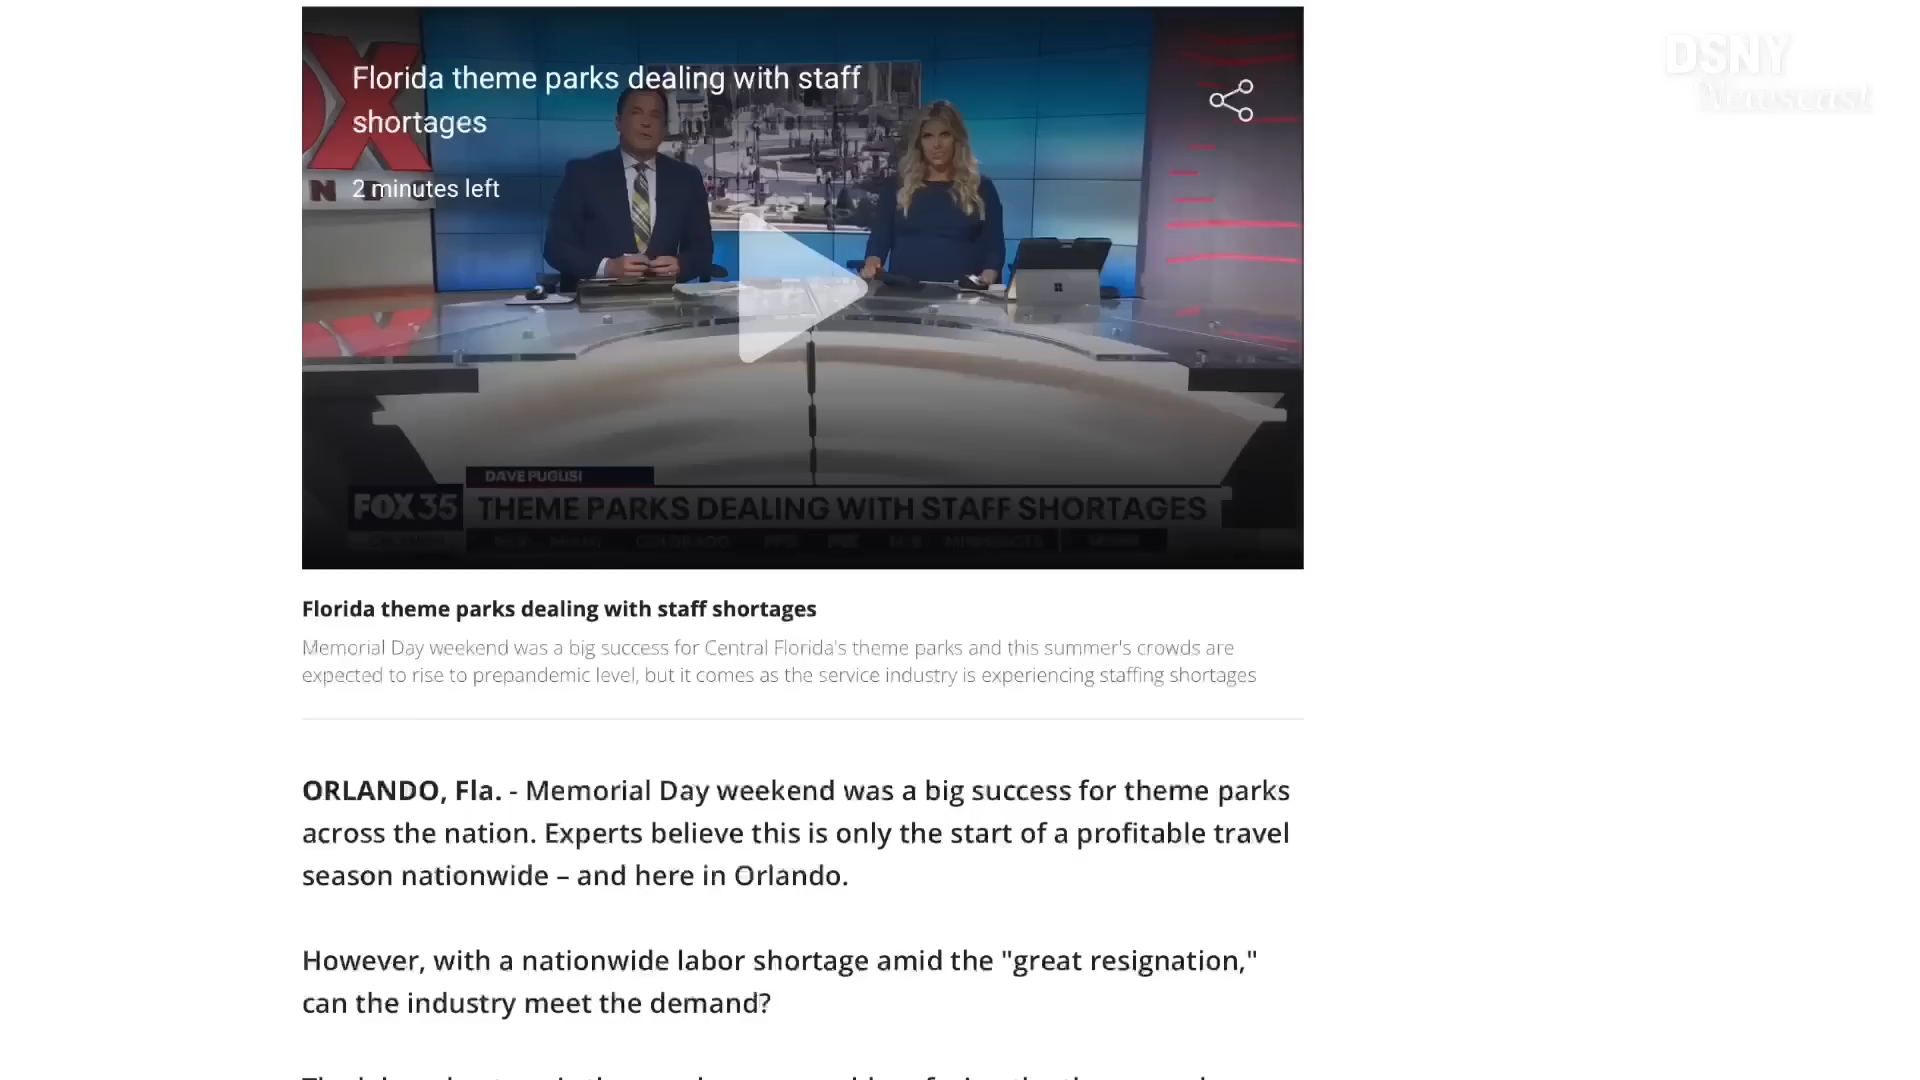 DSNY
Newscast
Florida theme parks dealing with staff
shortages
2 minutes left
DAVE PUGLISI
FOX 35
THEME PARKS DEALING WITH STAFF SHORTAGES
COLORADO
Florida theme parks dealing with staff shortages
Memorial Day weekend was a big success for Central Florida's theme parks and this summer's crowds are
expected to rise to prepandemic level, but it comes as the service industry is experiencing staffing shortages
ORLANDO, Fla. - Memorial Day weekend was a big success for theme parks
across the nation. Experts believe this is only the start of a profitable travel
season nationwide – and here in Orlando.
However, with a nationwide labor shortage amid the "great resignation,"
can the industry meet the demand?